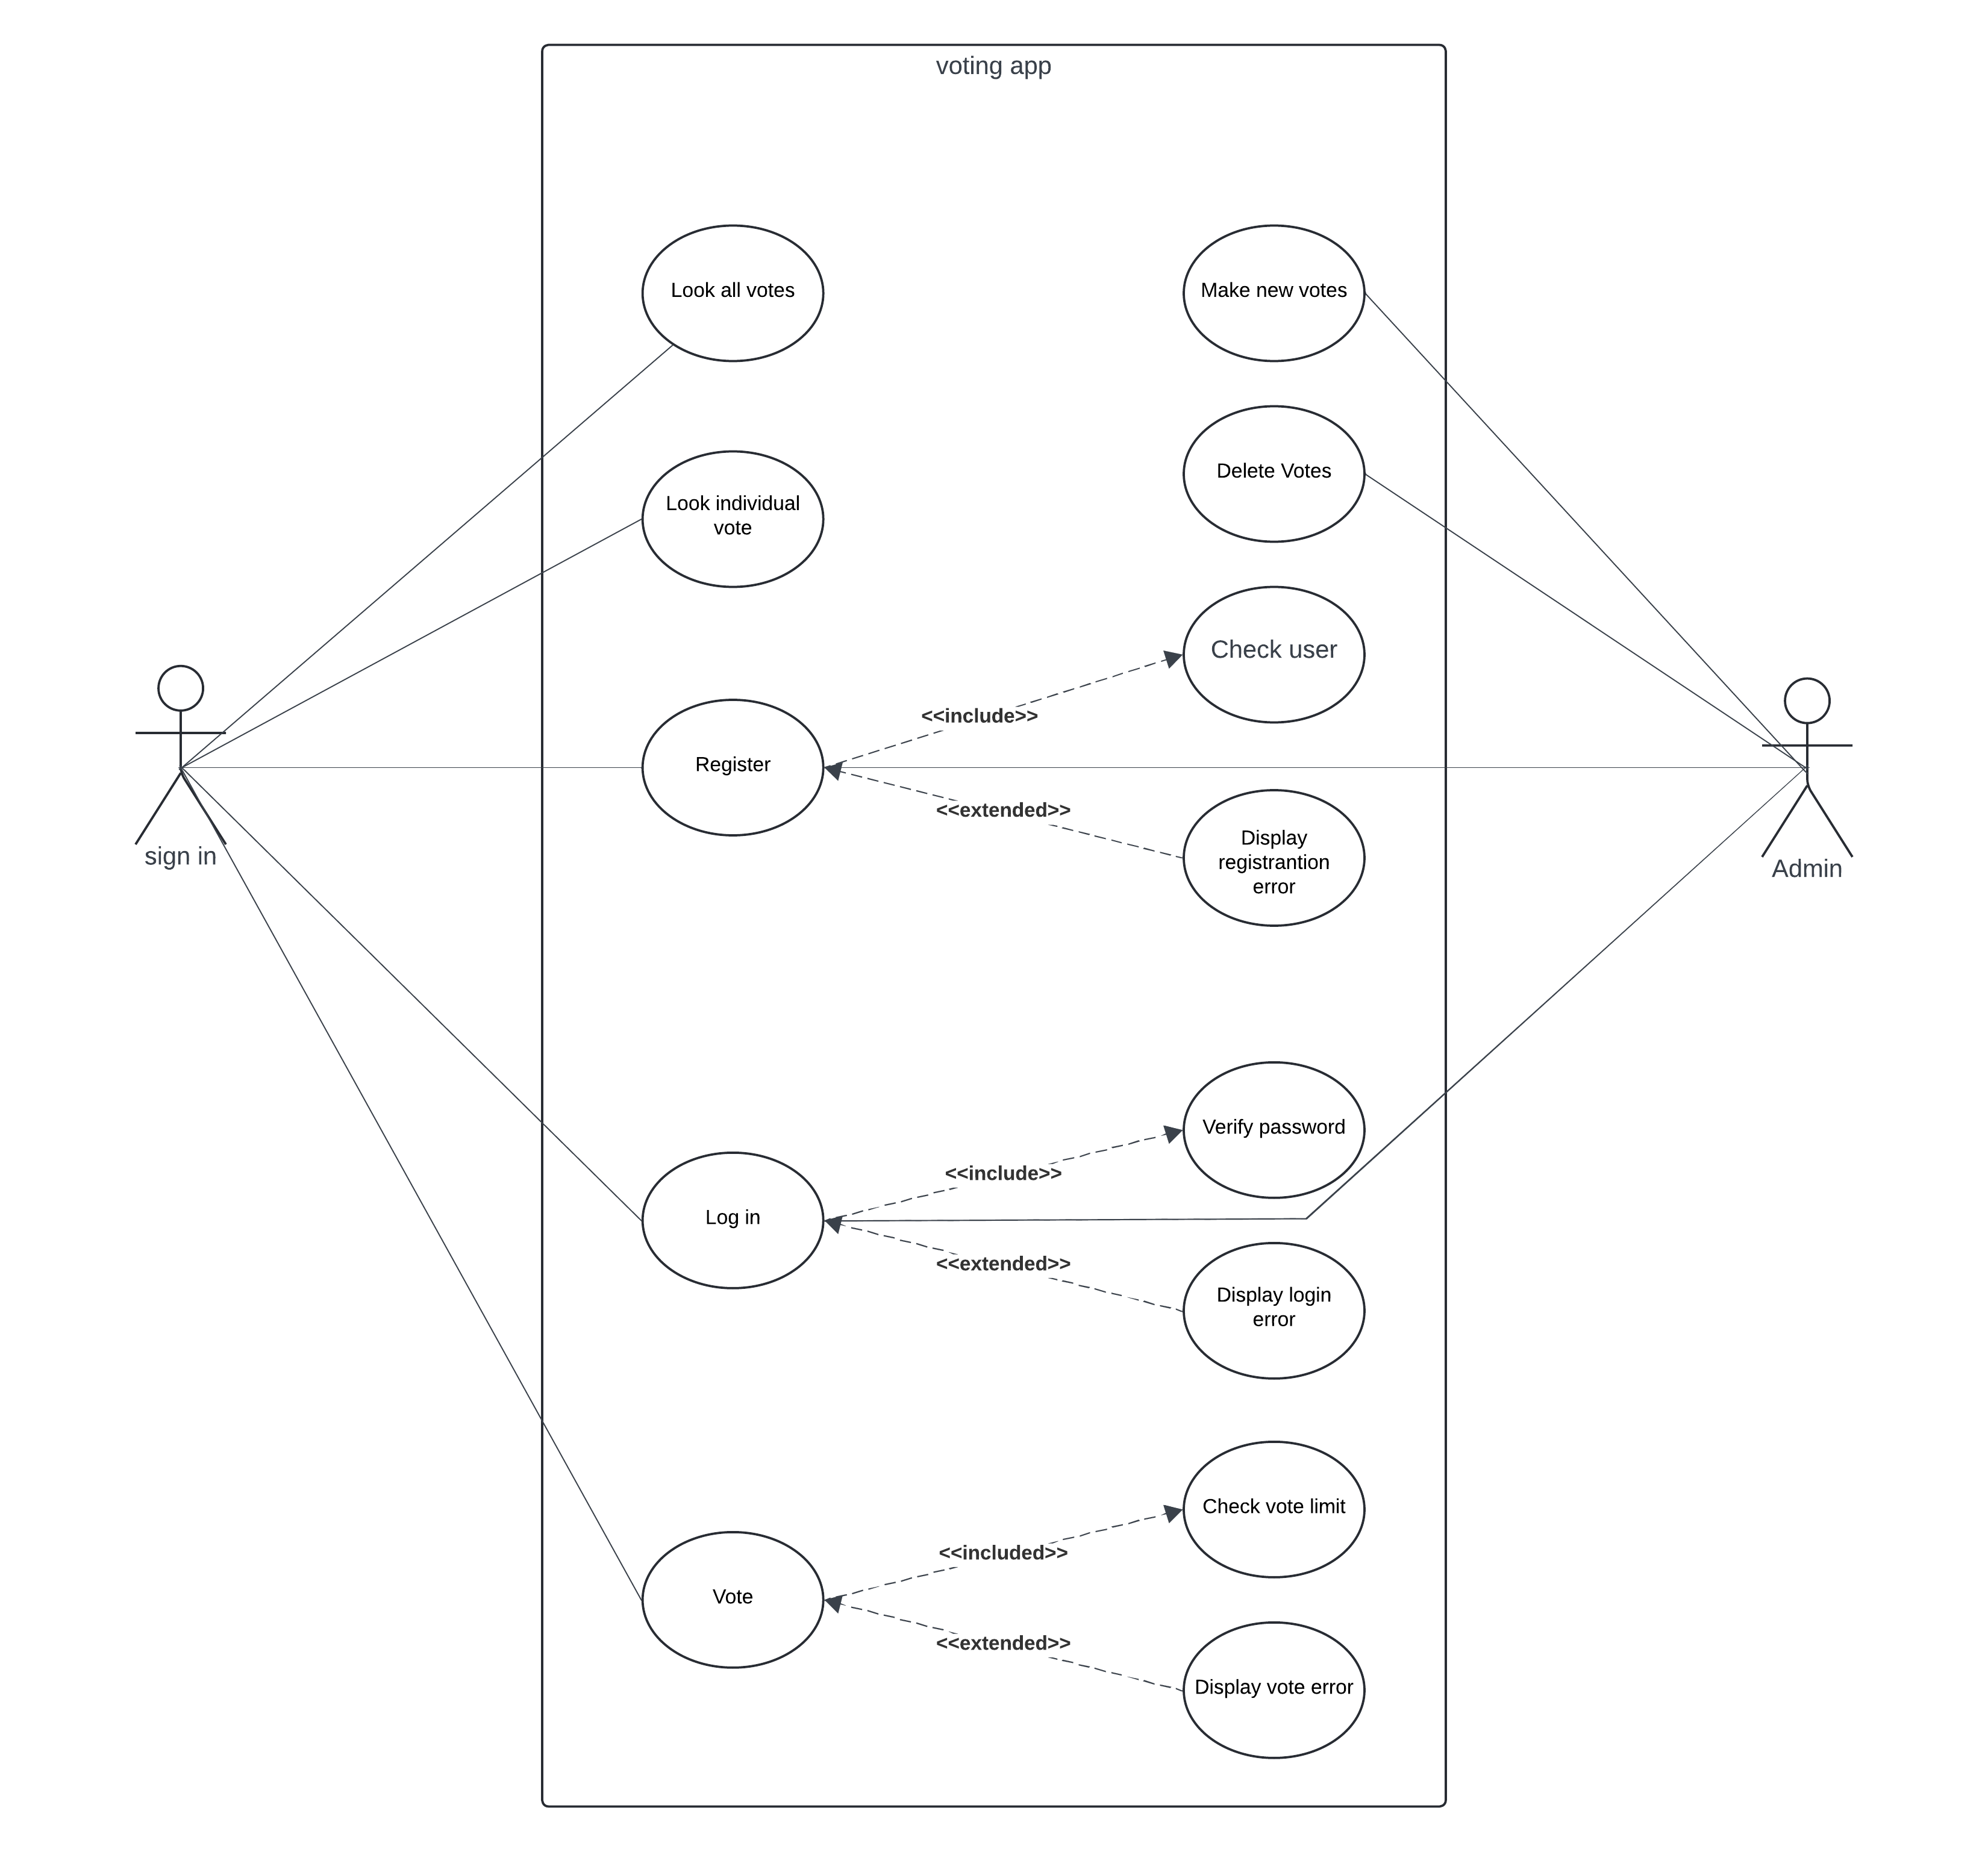 voting app
Look all votes
Make new votes
Delete Votes
Look individual
vote
Check user
<<include>>
Register
<<extended>>
Display
registrantion
error
sign in
Admin
Verify password
<<include>>
Log in
<<extended>>
Display login
error
Check vote limit
<<included>>
Vote
<<extended>>
Display vote error